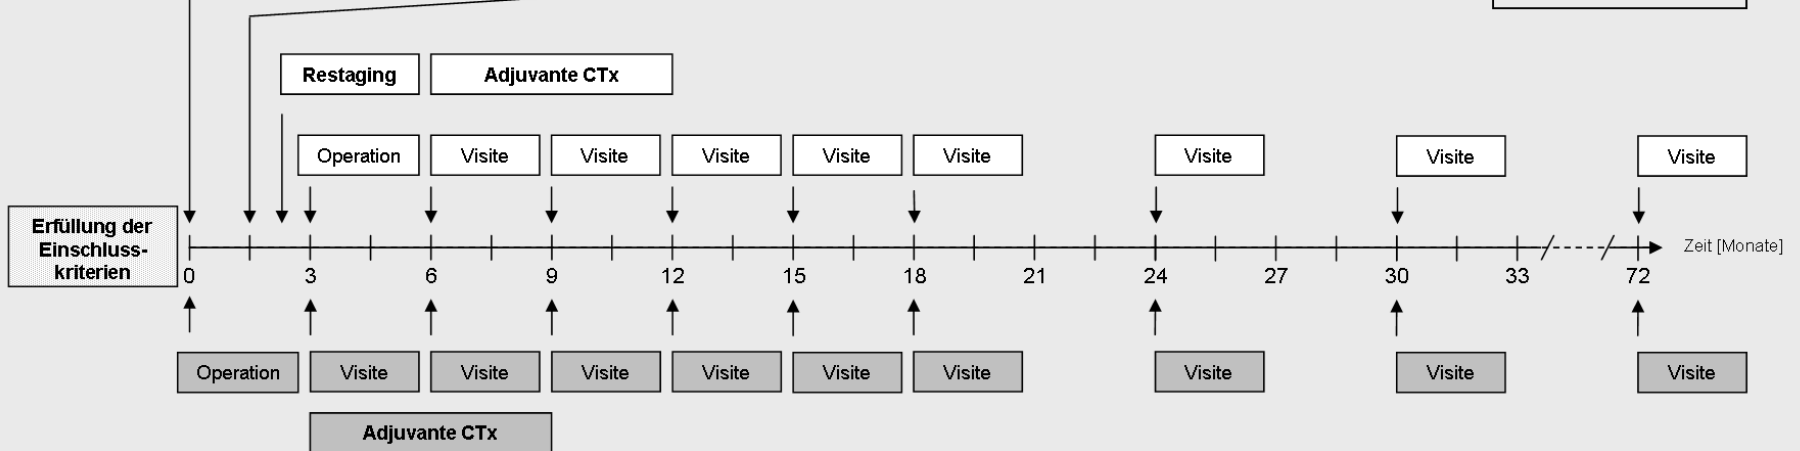 Restaging
Adjuvante CTx
Operation
Visite
Visite
Visite
Visite
Visite
Visite
Visite
Visite
Erfüllung der
Einschluss-
kriterien
0
3
6
9
12
15
18
21
24
27
30
33
72
Zeit [Monate]
Operation
Visite
Visite
Visite
Visite
Visite
Visite
Visite
Visite
Visite
Adjuvante CTx